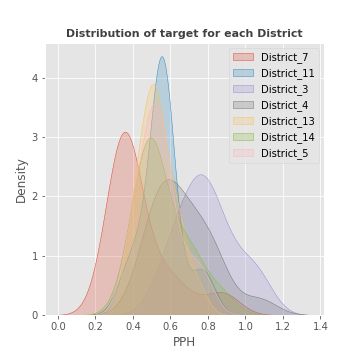 Distribution of target for each District
District_7
District_11
District_3
District_4
District_13
District_14
District_5
Density
4
3
2
1
0
0.0 0.2 0.4 0.6 0.8 1.0 1.2 1.4
PPH